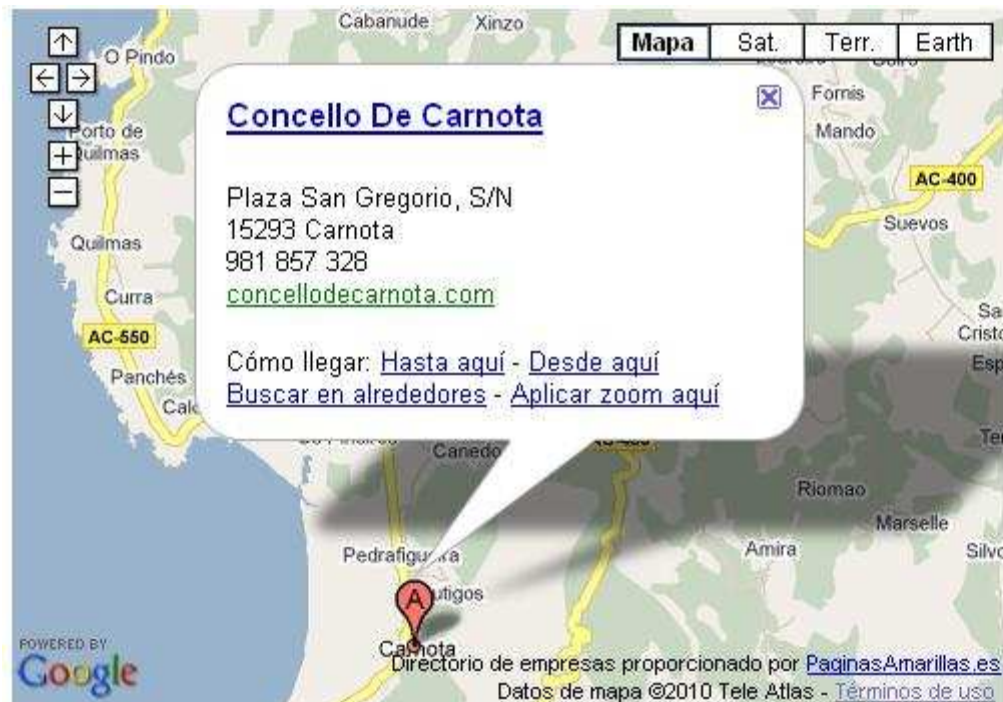 Cabanude Xinzo
Mapa Sat. Terr. Earth
O Pindo
Concello De Carnota
Fornis
Porto de
Quilmas
Mando
AC-400
Plaza San Gregorio, S/N
15293 Carnota
Suevos
981 857 328
Quilmas
concellodecarnota.com
Curra
AC-550
Cómo llegar: Hasta aquí - Desde aquí
Panchés
Buscar en alrededores - Aplicar zoom aquí
Canedo
Riomao
Marselle
Amira
A
Carnota
POWERED BY
Google
Directorio de empresas proporcionado por PaginasAmarillas.es
Datos de mapa ©2010 Tele Atlas - Términos de uso